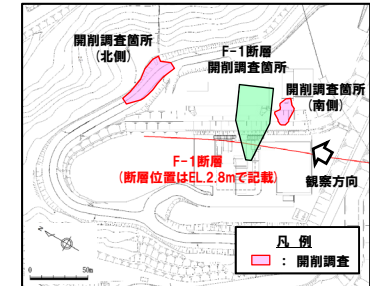 開削調査箇所
(北側)
F-1断層
開削調査箇所
開削調査箇所
(南側)
F-1断層
(断層位置はEL.2.8mで記載)
観察方向
凡 例
: 開削調査
0 50m